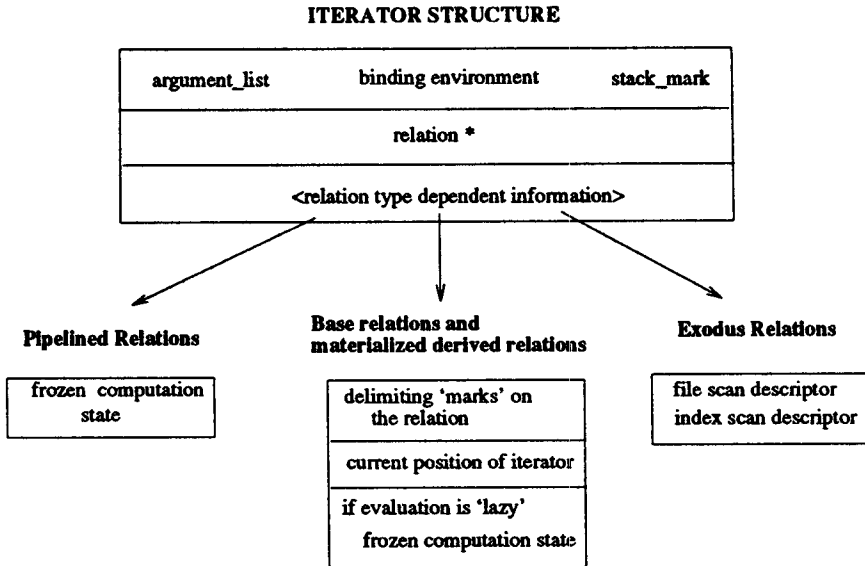 ITERATOR STRUCTURE
argument_list binding environment stack_mark
relation *
<relation type dependent information>
Pipelined Relations
frozen computation
state
Base relations and
materialized derived relations
delimiting ‘marks’ on
the relation
current position of iterator
if evaluation is ‘lazy’
frozen computation state
Exodus Relations
file scan descriptor
index scan descriptor